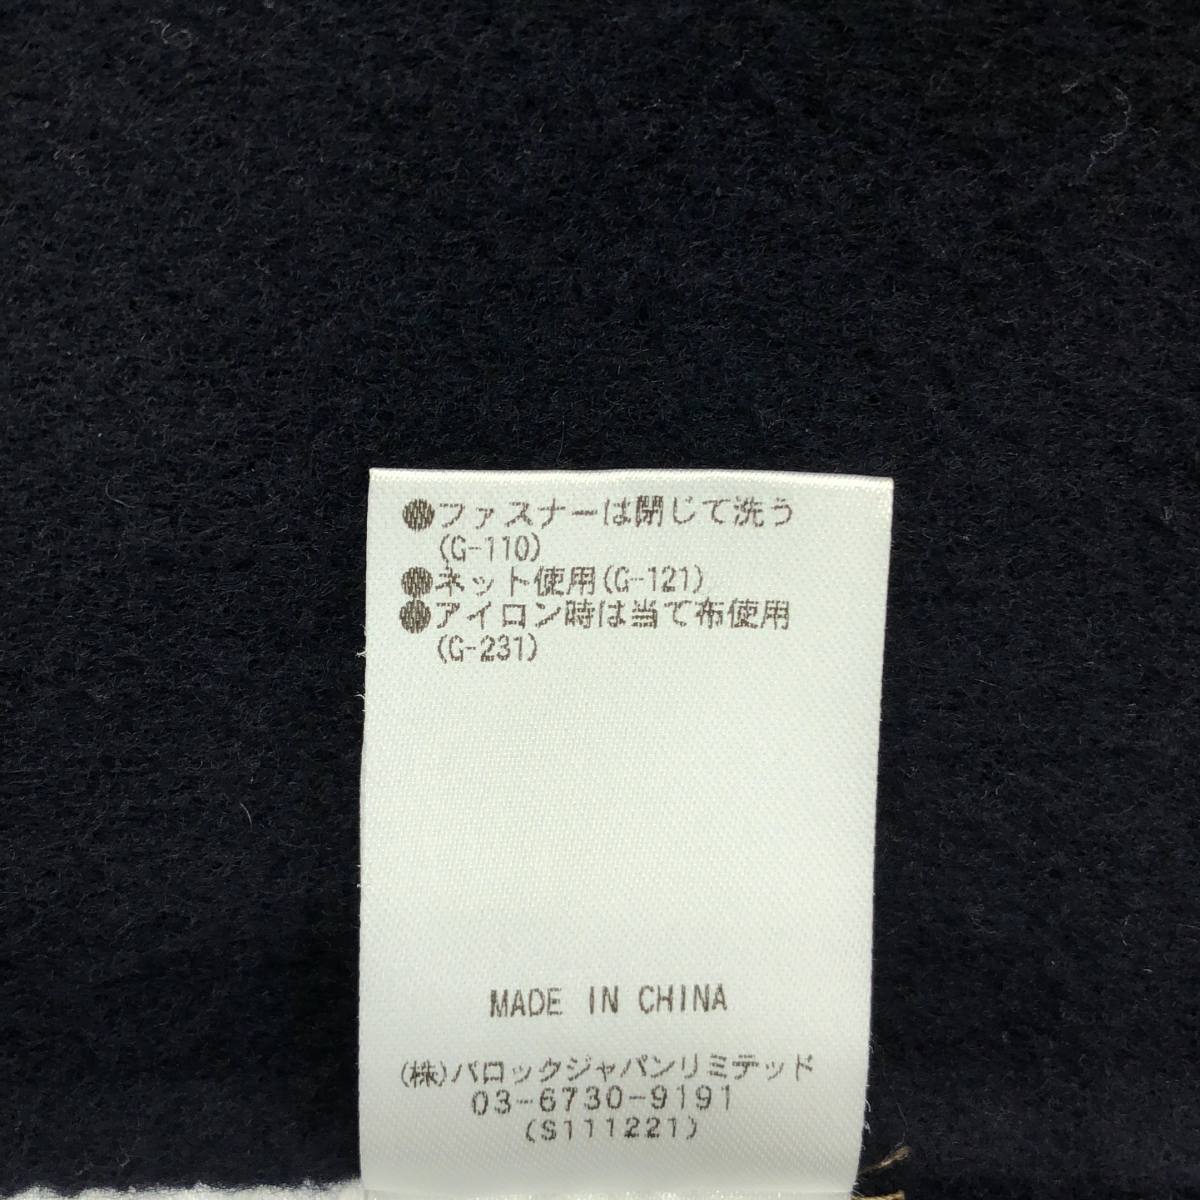 ●ファスナーは閉じて洗う
(G-110)
●ネット使用(G-121)
●アイロン時は当て布使用
(G-231)
MADE IN CHINA
(株)バロックジャパンリミテッド
03-6730-9191
(S111221)